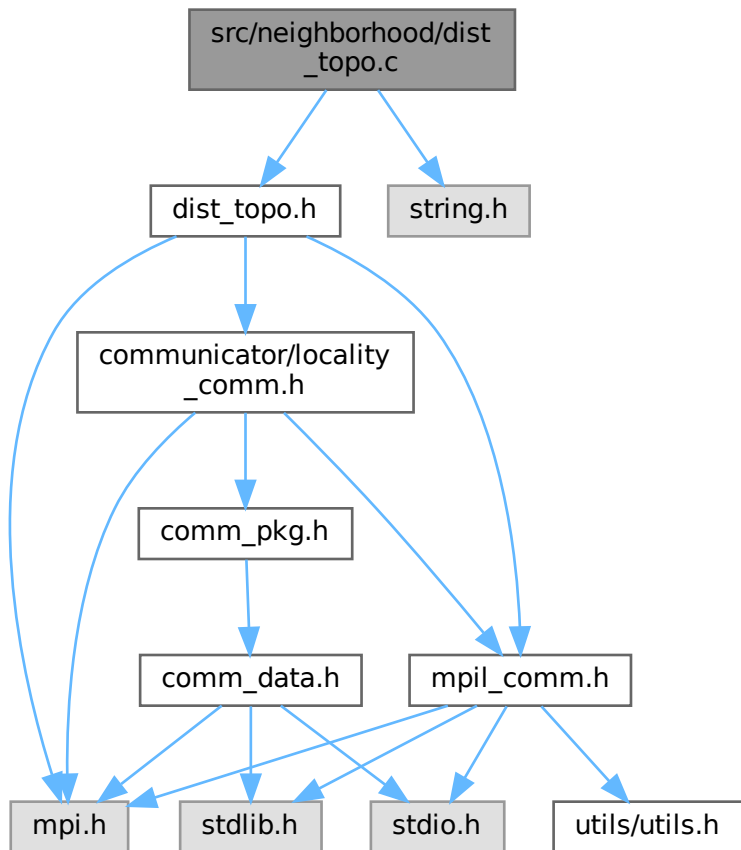 src/neighborhood/dist
_topo.c
dist_topo.h
string.h
communicator/locality
_comm.h
comm_pkg.h
comm_data.h
mpil_comm.h
mpi.h
stdlib.h
stdio.h
utils/utils.h